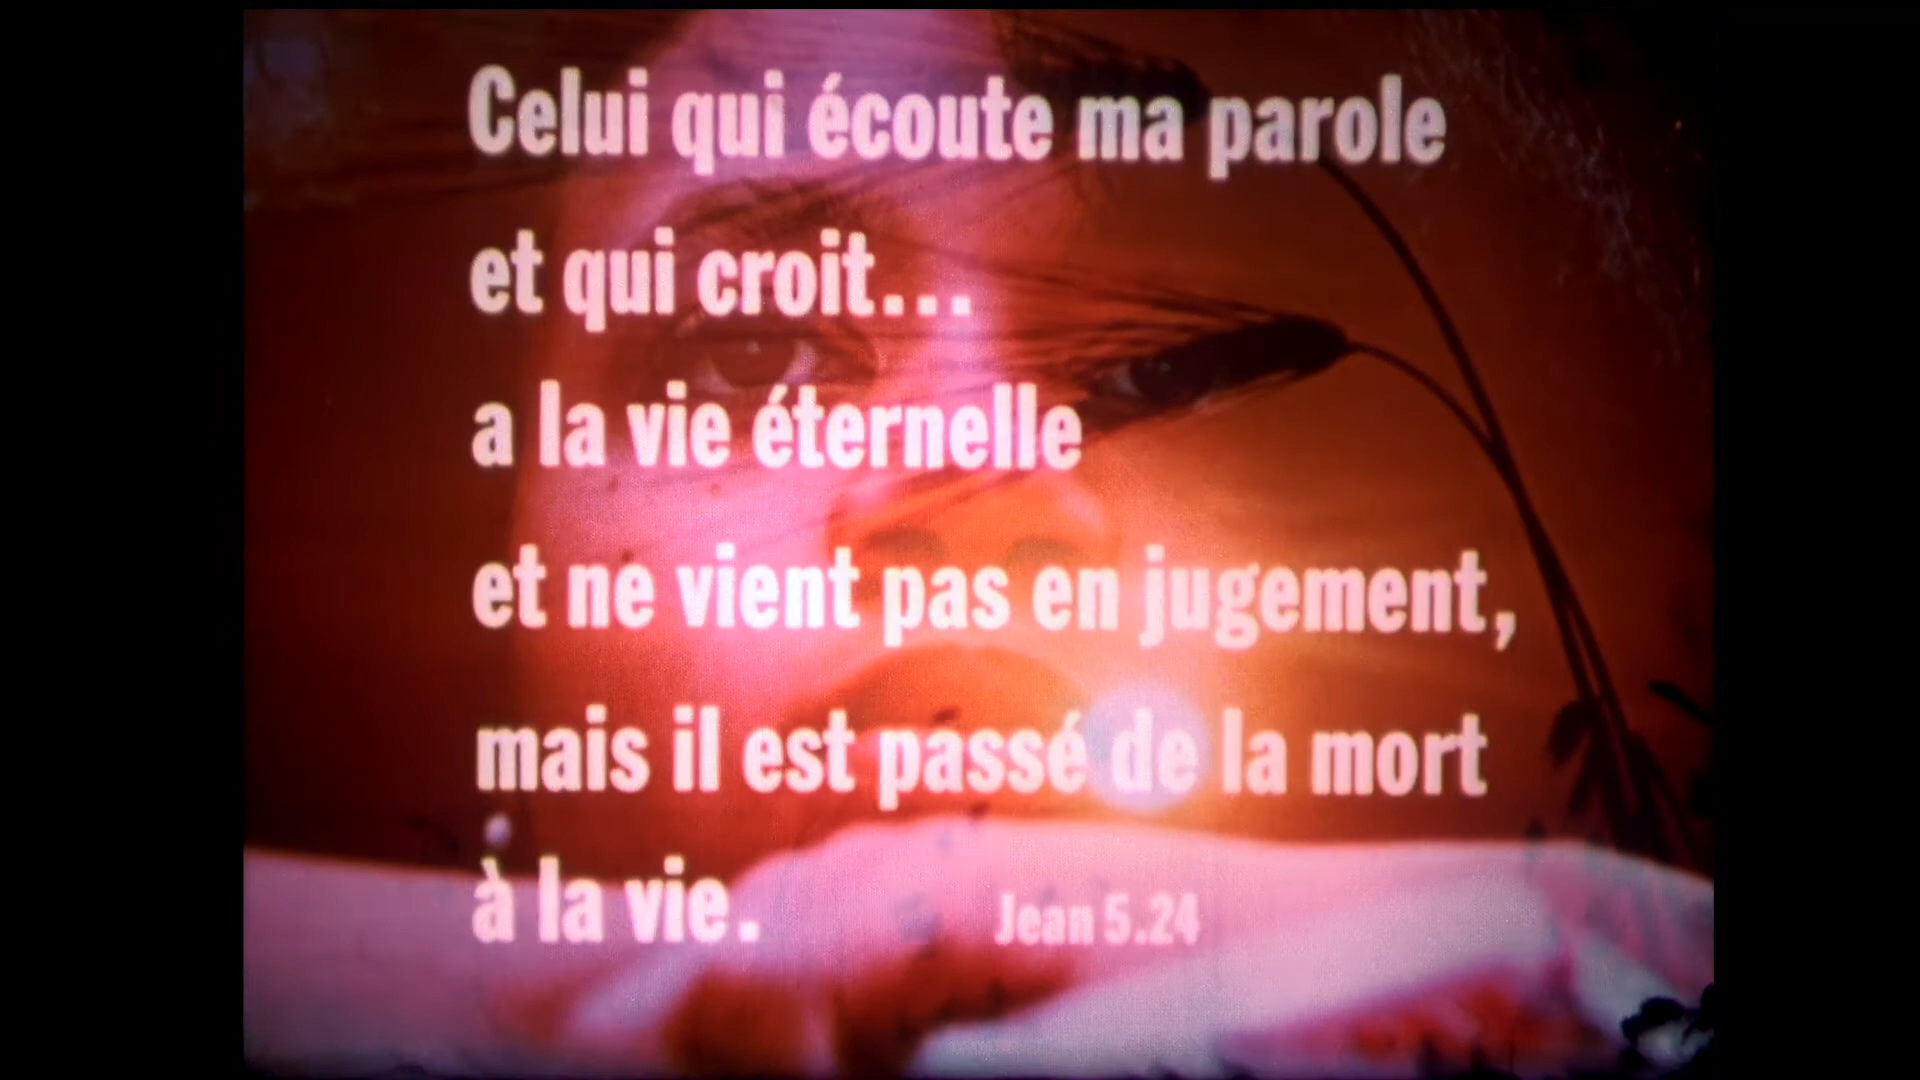 Celui qui écoute ma parole
et qui croit...
a la vie éternelle
et ne vient pas en jugement,
mais il est passé de la mort
à la vie.
Jean 5.24